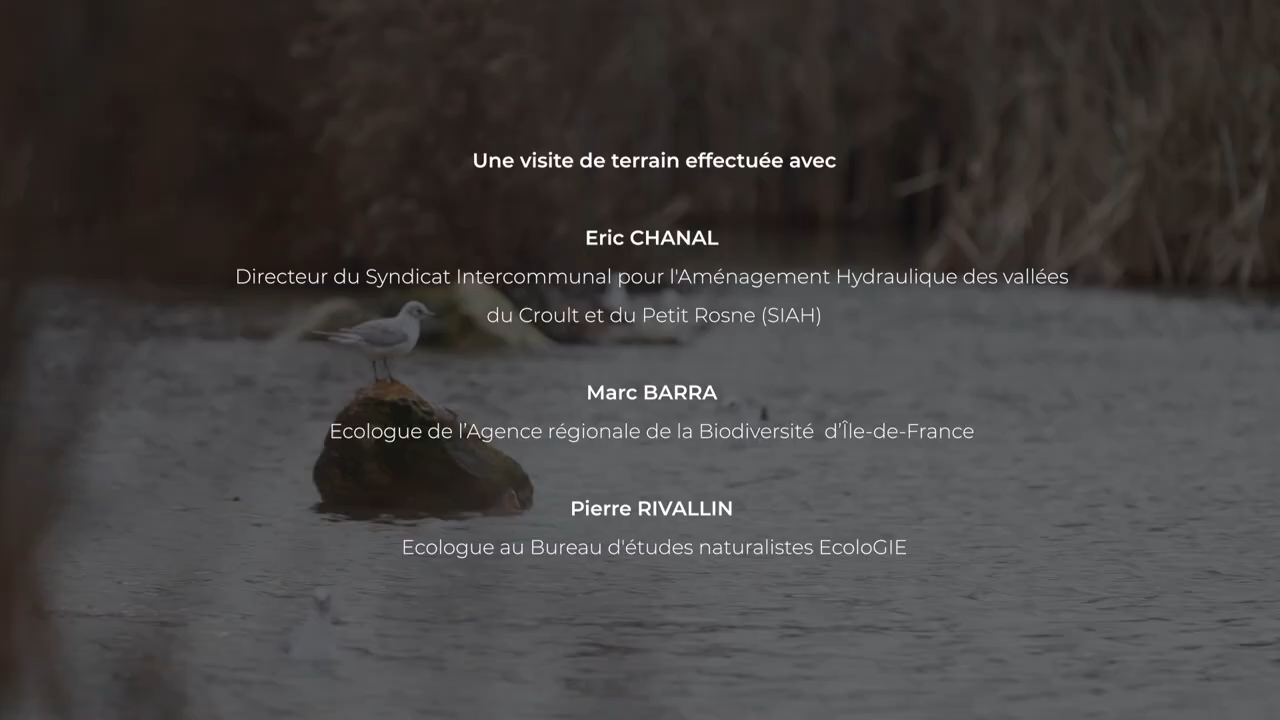 Une visite de terrain effectuée avec
Eric CHANAL
Directeur du Syndicat Intercommunal pour l'Aménagement Hydraulique des vallées
du Croult et du Petit Rosne (SIAH)
Marc BARRA
Ecologue de l’Agence régionale de la Biodiversité  d’Île-de-France
Pierre RIVALLIN
Ecologue au Bureau d'études naturalistes EcoloGIE